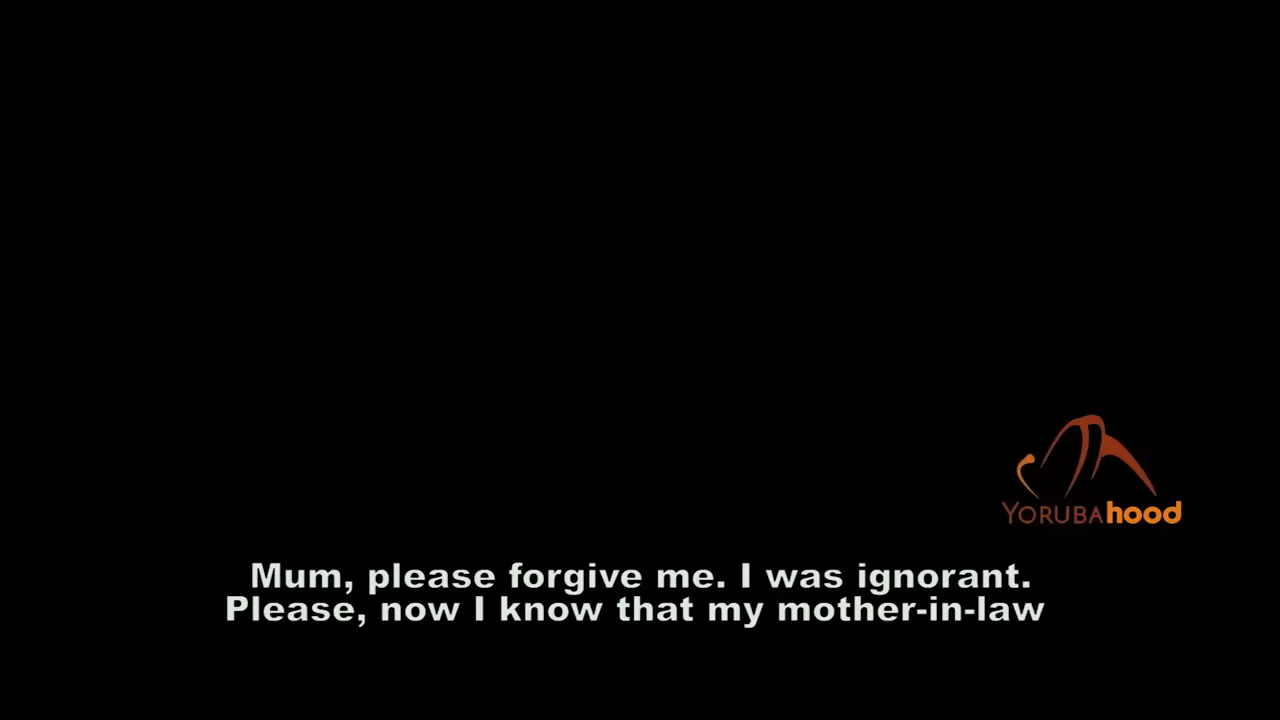 YORUBAhood
Mum, please forgive me. I was ignorant.
Please, now I know that my mother-in-law